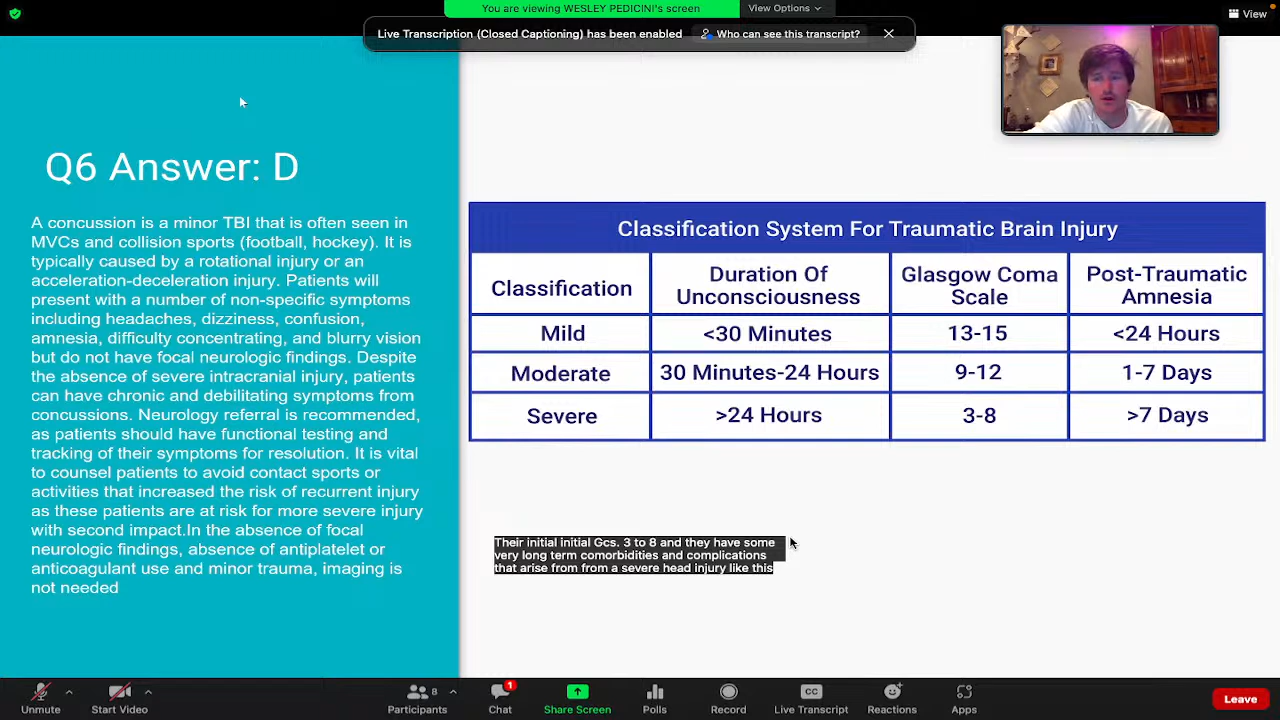 You are viewing WESLEY PEDICINI's screen
View Options
View
Live Transcription (Closed Captioning) has been enabled
Who can see this transcript?
Q6 Answer: D
A concussion is a minor TBI that is often seen in
MVCs and collision sports (football, hockey). It is
typically caused by a rotational injury or an
acceleration-deceleration injury. Patients will
present with a number of non-specific symptoms
including headaches, dizziness, confusion,
amnesia, difficulty concentrating, and blurry vision
but do not have focal neurologic findings. Despite
the absence of severe intracranial injury, patients
can have chronic and debilitating symptoms from
concussions. Neurology referral is recommended,
as patients should have functional testing and
tracking of their symptoms for resolution. It is vital
to counsel patients to avoid contact sports or
activities that increased the risk of recurrent injury
as these patients are at risk for more severe injury
with second impact.In the absence of focal
neurologic findings, absence of antiplatelet or
anticoagulant use and minor trauma, imaging is
not needed
Classification System For Traumatic Brain Injury
Classification
Duration Of
Unconsciousness
Glasgow Coma
Scale
Post-Traumatic
Amnesia
Mild
<30 Minutes
13-15
<24 Hours
Moderate
30 Minutes-24 Hours
9-12
1-7 Days
Severe
>24 Hours
3-8
>7 Days
Their initial initial Gcs. 3 to 8 and they have some
very long term comorbidities and complications
that arise from from a severe head injury like this
Unmute
Start Video
8
Participants
1
Chat
Share Screen
Polls
Record
CC
Live Transcript
Reactions
Apps
Leave